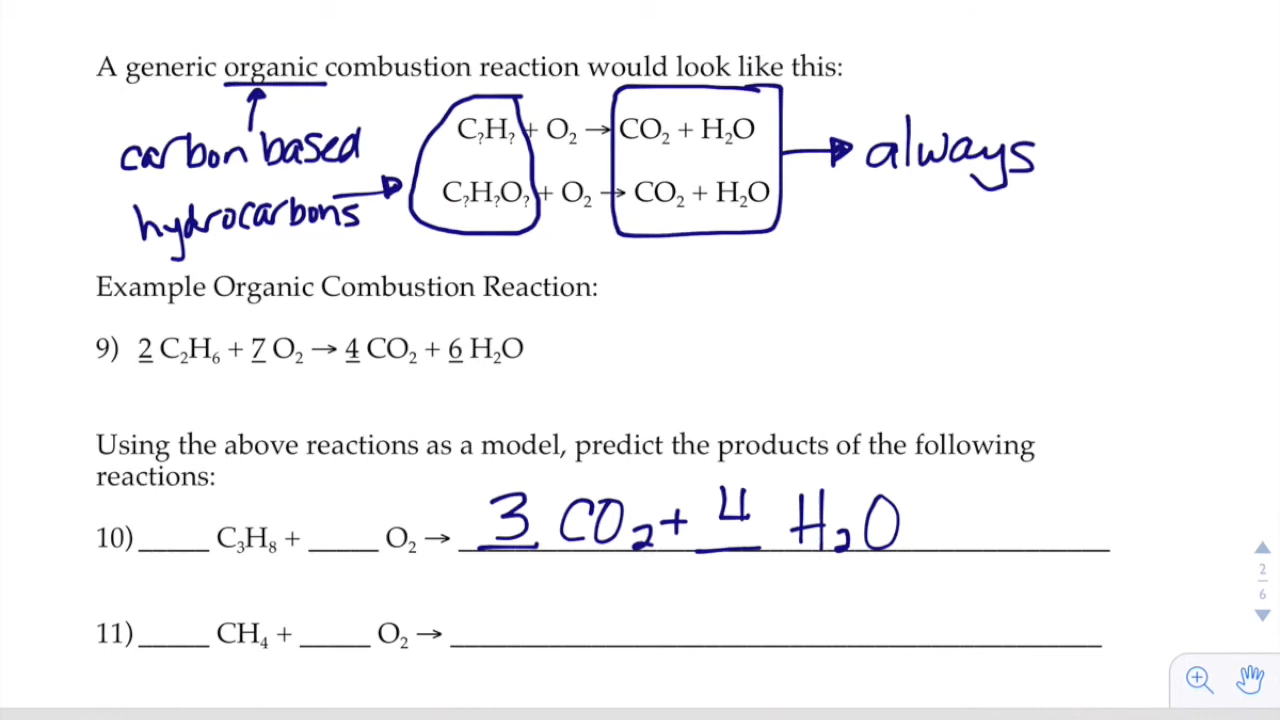 A generic organic combustion reaction would look like this:
carbon based
hydrocarbons
C?H? + O₂ → CO₂ + H₂O
C?H?O? + O₂ → CO₂ + H₂O
always
Example Organic Combustion Reaction:
9) 2 C₂H₆ + 7 O₂ → 4 CO₂ + 6 H₂O
Using the above reactions as a model, predict the products of the following
reactions:
10) _____ C₃H₈ + _____ O₂ → 3 CO₂ + 4 H₂O
11) _____ CH₄ + _____ O₂ → _____
2
6